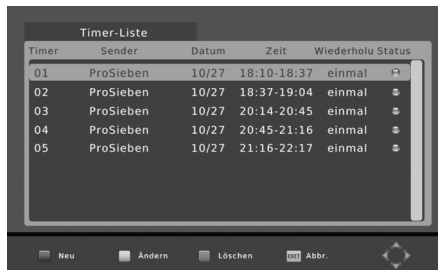 Timer-Liste
Timer Sender Datum Zeit Wiederholu Status
01 ProSieben 10/27 18:10-18:37 einmal
02 ProSieben 10/27 18:37-19:04 einmal
03 ProSieben 10/27 20:14-20:45 einmal
04 ProSieben 10/27 20:45-21:16 einmal
05 ProSieben 10/27 21:16-22:17 einmal
Neu Ändern Löschen EXIT Abbr.